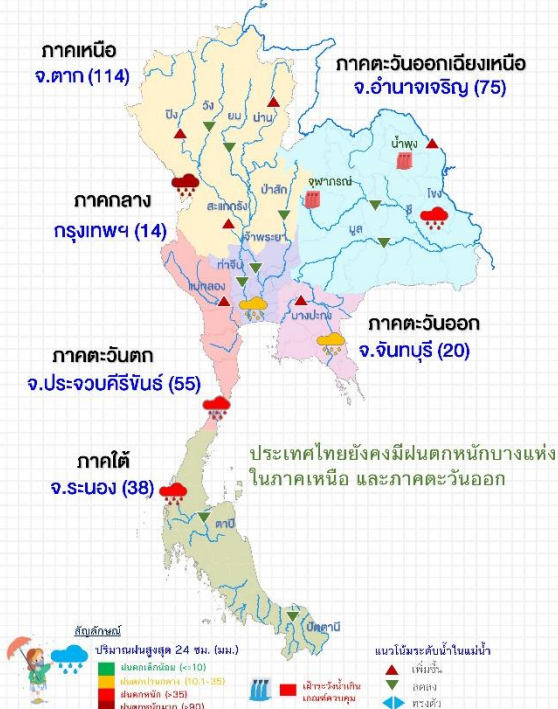 ภาคเหนือ
จ.ตาก (114)
ภาคตะวันออกเฉียงเหนือ
จ.อำนาจเจริญ (75)
ปิง
วัง
ยม
น่าน
น้ำพุง
ป่าสัก
จุฬาภรณ์
โขง
ชี
ภาคกลาง
กรุงเทพฯ (14)
สะแกกรัง
เจ้าพระยา
มูล
ท่าจีน
แม่กลอง
บางปะกง
ภาคตะวันออก
จ.จันทบุรี (20)
ภาคตะวันตก
จ.ประจวบคีรีขันธ์ (55)
ประเทศไทยยังคงมีฝนตกหนักบางแห่ง
ในภาคเหนือ และภาคตะวันออก
ภาคใต้
จ.ระนอง (38)
ตาปี
ปัตตานี
สัญลักษณ์
ปริมาณฝนสูงสุด 24 ชม. (มม.)
ฝนตกเล็กน้อย (<10)
ฝนตกปานกลาง (10.1-35)
ฝนตกหนัก (>35)
ฝนตกหนักมาก (>90)
เฝ้าระวังน้ำเกิน
เกณฑ์ควบคุม
แนวโน้มระดับน้ำในแม่น้ำ
เพิ่มขึ้น
ลดลง
ทรงตัว